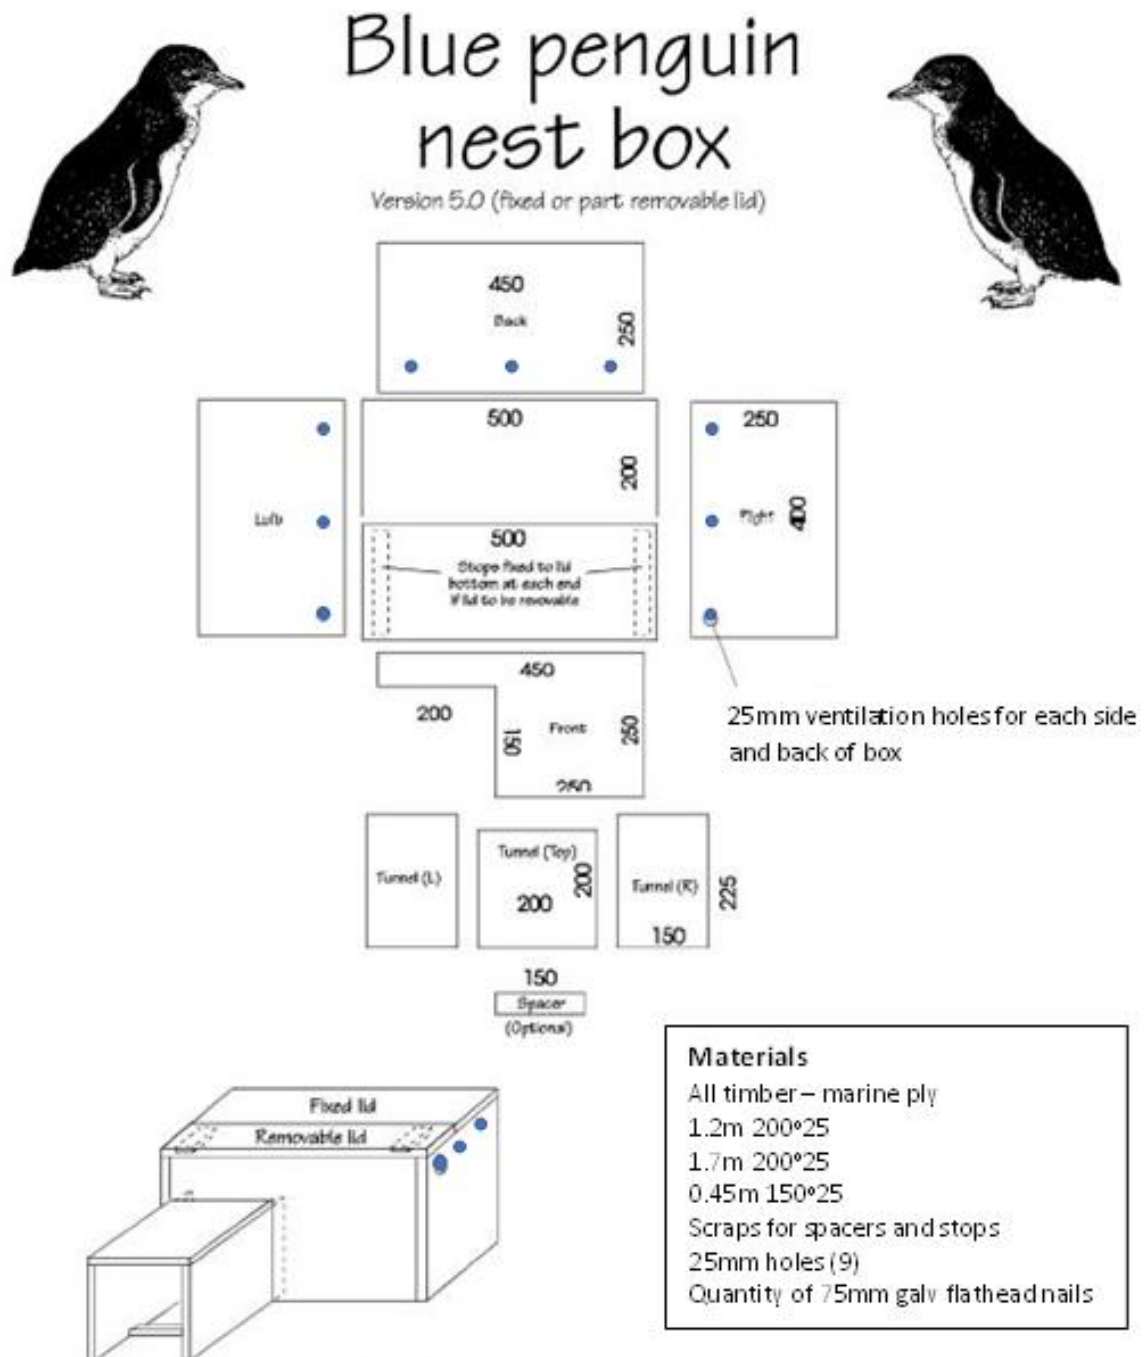 Blue penguin
nest box
Version 5.0 (fixed or part removable lid)
450
Back
250
500
200
Left
250
Right
400
500
Stops fixed to lid
bottom at each end
if lid to be removable
450
200
150
Front
250
250
25mm ventilation holes for each side
and back of box
Tunnel (L)
Tunnel (Top)
200
200
Tunnel (R)
225
150
150
Spacer
(Optional)
Fixed lid
Removable lid
Materials
All timber – marine ply
1.2m 200*25
1.7m 200*25
0.45m 150*25
Scraps for spacers and stops
25mm holes (9)
Quantity of 75mm galv flathead nails